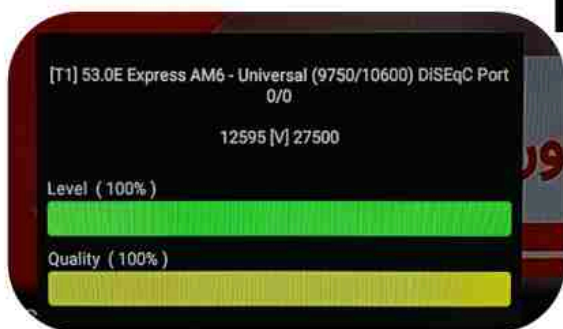 [T1] 53.0E Express AM6 - Universal (9750/10600) DiSEqC Port
0/0
12595 [V] 27500
Level ( 100% )
Quality ( 100% )